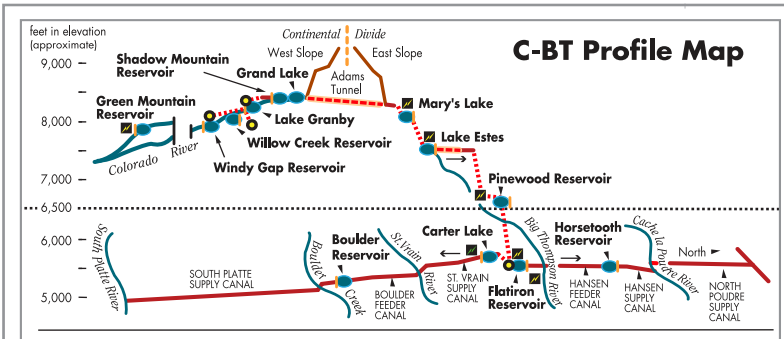 C-BT Profile Map
feet in elevation
(approximate)
9,000
8,000
7,000
6,500
6,000
5,000
Continental Divide
West Slope
East Slope
Adams
Tunnel
Shadow Mountain
Reservoir
Grand Lake
Green Mountain
Reservoir
Mary's Lake
Lake Granby
Lake Estes
Willow Creek Reservoir
Colorado River
Windy Gap Reservoir
Pinewood Reservoir
South Platte River
SOUTH PLATTE
SUPPLY CANAL
Boulder Creek
Boulder
Reservoir
BOULDER
FEEDER
CANAL
St. Vrain River
ST. VRAIN
SUPPLY
CANAL
Carter Lake
Flatiron
Reservoir
Big Thompson River
HANSEN
FEEDER
CANAL
Horsetooth
Reservoir
HANSEN
SUPPLY
CANAL
Cache la Poudre River
North
NORTH
POUDRE
SUPPLY
CANAL